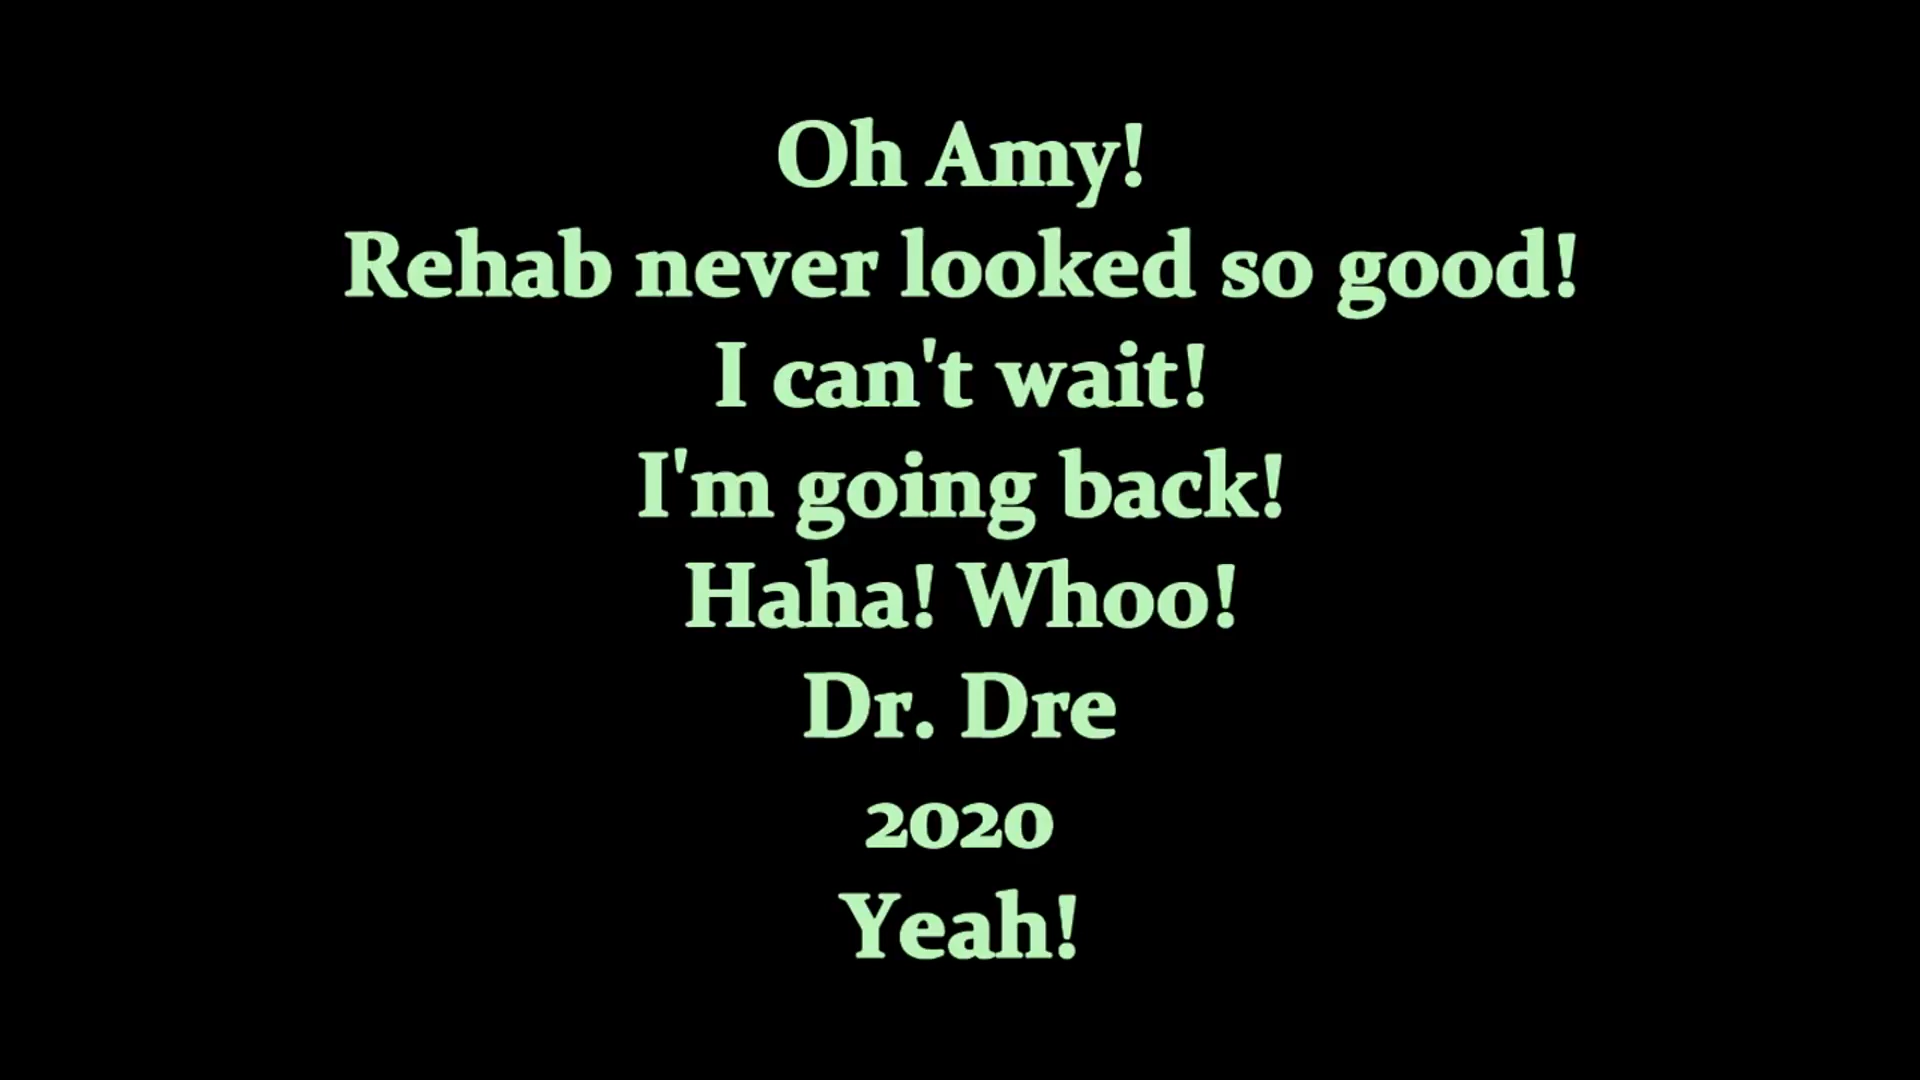 Oh Amy!
Rehab never looked so good!
I can't wait!
I'm going back!
Haha! Whoo!
Dr. Dre
2020
Yeah!